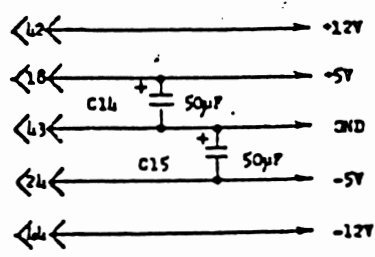 42 +12V
18 +5V
+
C14 50µF
43 GND
+
C15 50µF
24 -5V
44 -12V